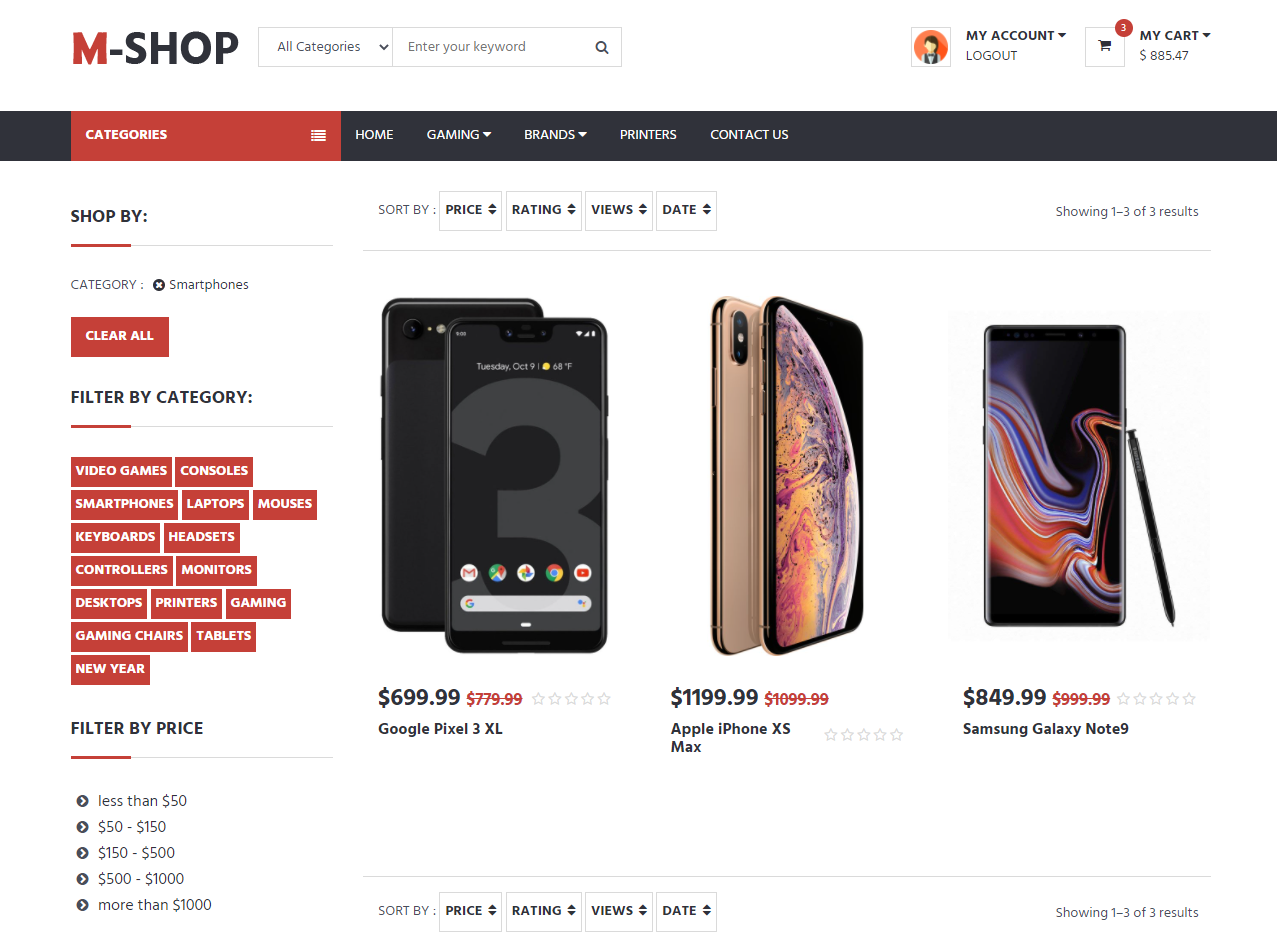 M-SHOP
All Categories
Enter your keyword
MY ACCOUNT
LOGOUT
3
MY CART
$ 885.47
CATEGORIES
HOME GAMING BRANDS PRINTERS CONTACT US
SHOP BY:
CATEGORY : Smartphones
CLEAR ALL
FILTER BY CATEGORY:
VIDEO GAMES CONSOLES
SMARTPHONES LAPTOPS MOUSES
KEYBOARDS HEADSETS
CONTROLLERS MONITORS
DESKTOPS PRINTERS GAMING
GAMING CHAIRS TABLETS
NEW YEAR
FILTER BY PRICE
less than $50
$50 - $150
$150 - $500
$500 - $1000
more than $1000
SORT BY : PRICE RATING VIEWS DATE
Showing 1–3 of 3 results
9:00
Tuesday, Oct 9 | 68 °F
3
$699.99 $779.99
Google Pixel 3 XL
$1199.99 $1099.99
Apple iPhone XS
Max
$849.99 $999.99
Samsung Galaxy Note9
SORT BY : PRICE RATING VIEWS DATE
Showing 1–3 of 3 results